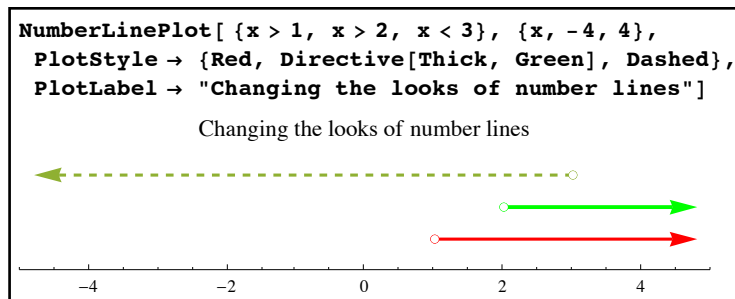 NumberLinePlot[ {x > 1, x > 2, x < 3}, {x, -4, 4},
PlotStyle → {Red, Directive[Thick, Green], Dashed},
PlotLabel → "Changing the looks of number lines"]
Changing the looks of number lines
-4 -2 0 2 4